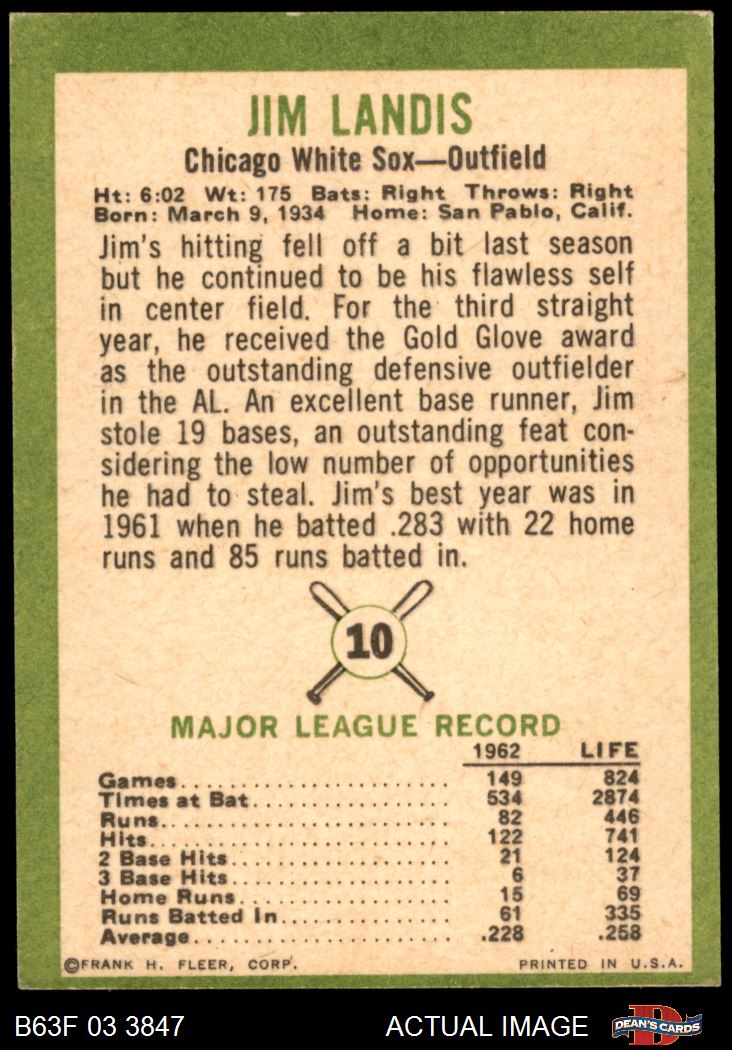 JIM LANDIS
Chicago White Sox—Outfield
Ht: 6:02 Wt: 175 Bats: Right Throws: Right
Born: March 9, 1934 Home: San Pablo, Calif.
Jim's hitting fell off a bit last season
but he continued to be his flawless self
in center field. For the third straight
year, he received the Gold Glove award
as the outstanding defensive outfielder
in the AL. An excellent base runner, Jim
stole 19 bases, an outstanding feat con-
sidering the low number of opportunities
he had to steal. Jim's best year was in
1961 when he batted .283 with 22 home
runs and 85 runs batted in.
10
MAJOR LEAGUE RECORD
1962 LIFE
Games........................ 149 824
Times at Bat................. 534 2874
Runs......................... 82 446
Hits......................... 122 741
2 Base Hits.................. 21 124
3 Base Hits.................. 6 37
Home Runs.................... 15 69
Runs Batted In............... 61 335
Average...................... .228 .258
©FRANK H. FLEER, CORP. PRINTED IN U.S.A.
B63F 03 3847 ACTUAL IMAGE D DEAN'S CARDS